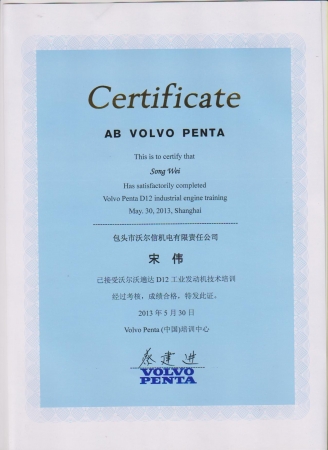 Certificate
AB VOLVO PENTA
This is to certify that
Song Wei
Has satisfactorily completed
Volvo Penta D12 industrial engine training
May. 30, 2013, Shanghai
包头市沃尔信机电有限责任公司
宋 伟
已接受沃尔沃遍达 D12 工业发动机技术培训
经过考核，成绩合格，特发此证。
2013 年 5 月 30 日
Volvo Penta (中国)培训中心
建进
VOLVO
PENTA